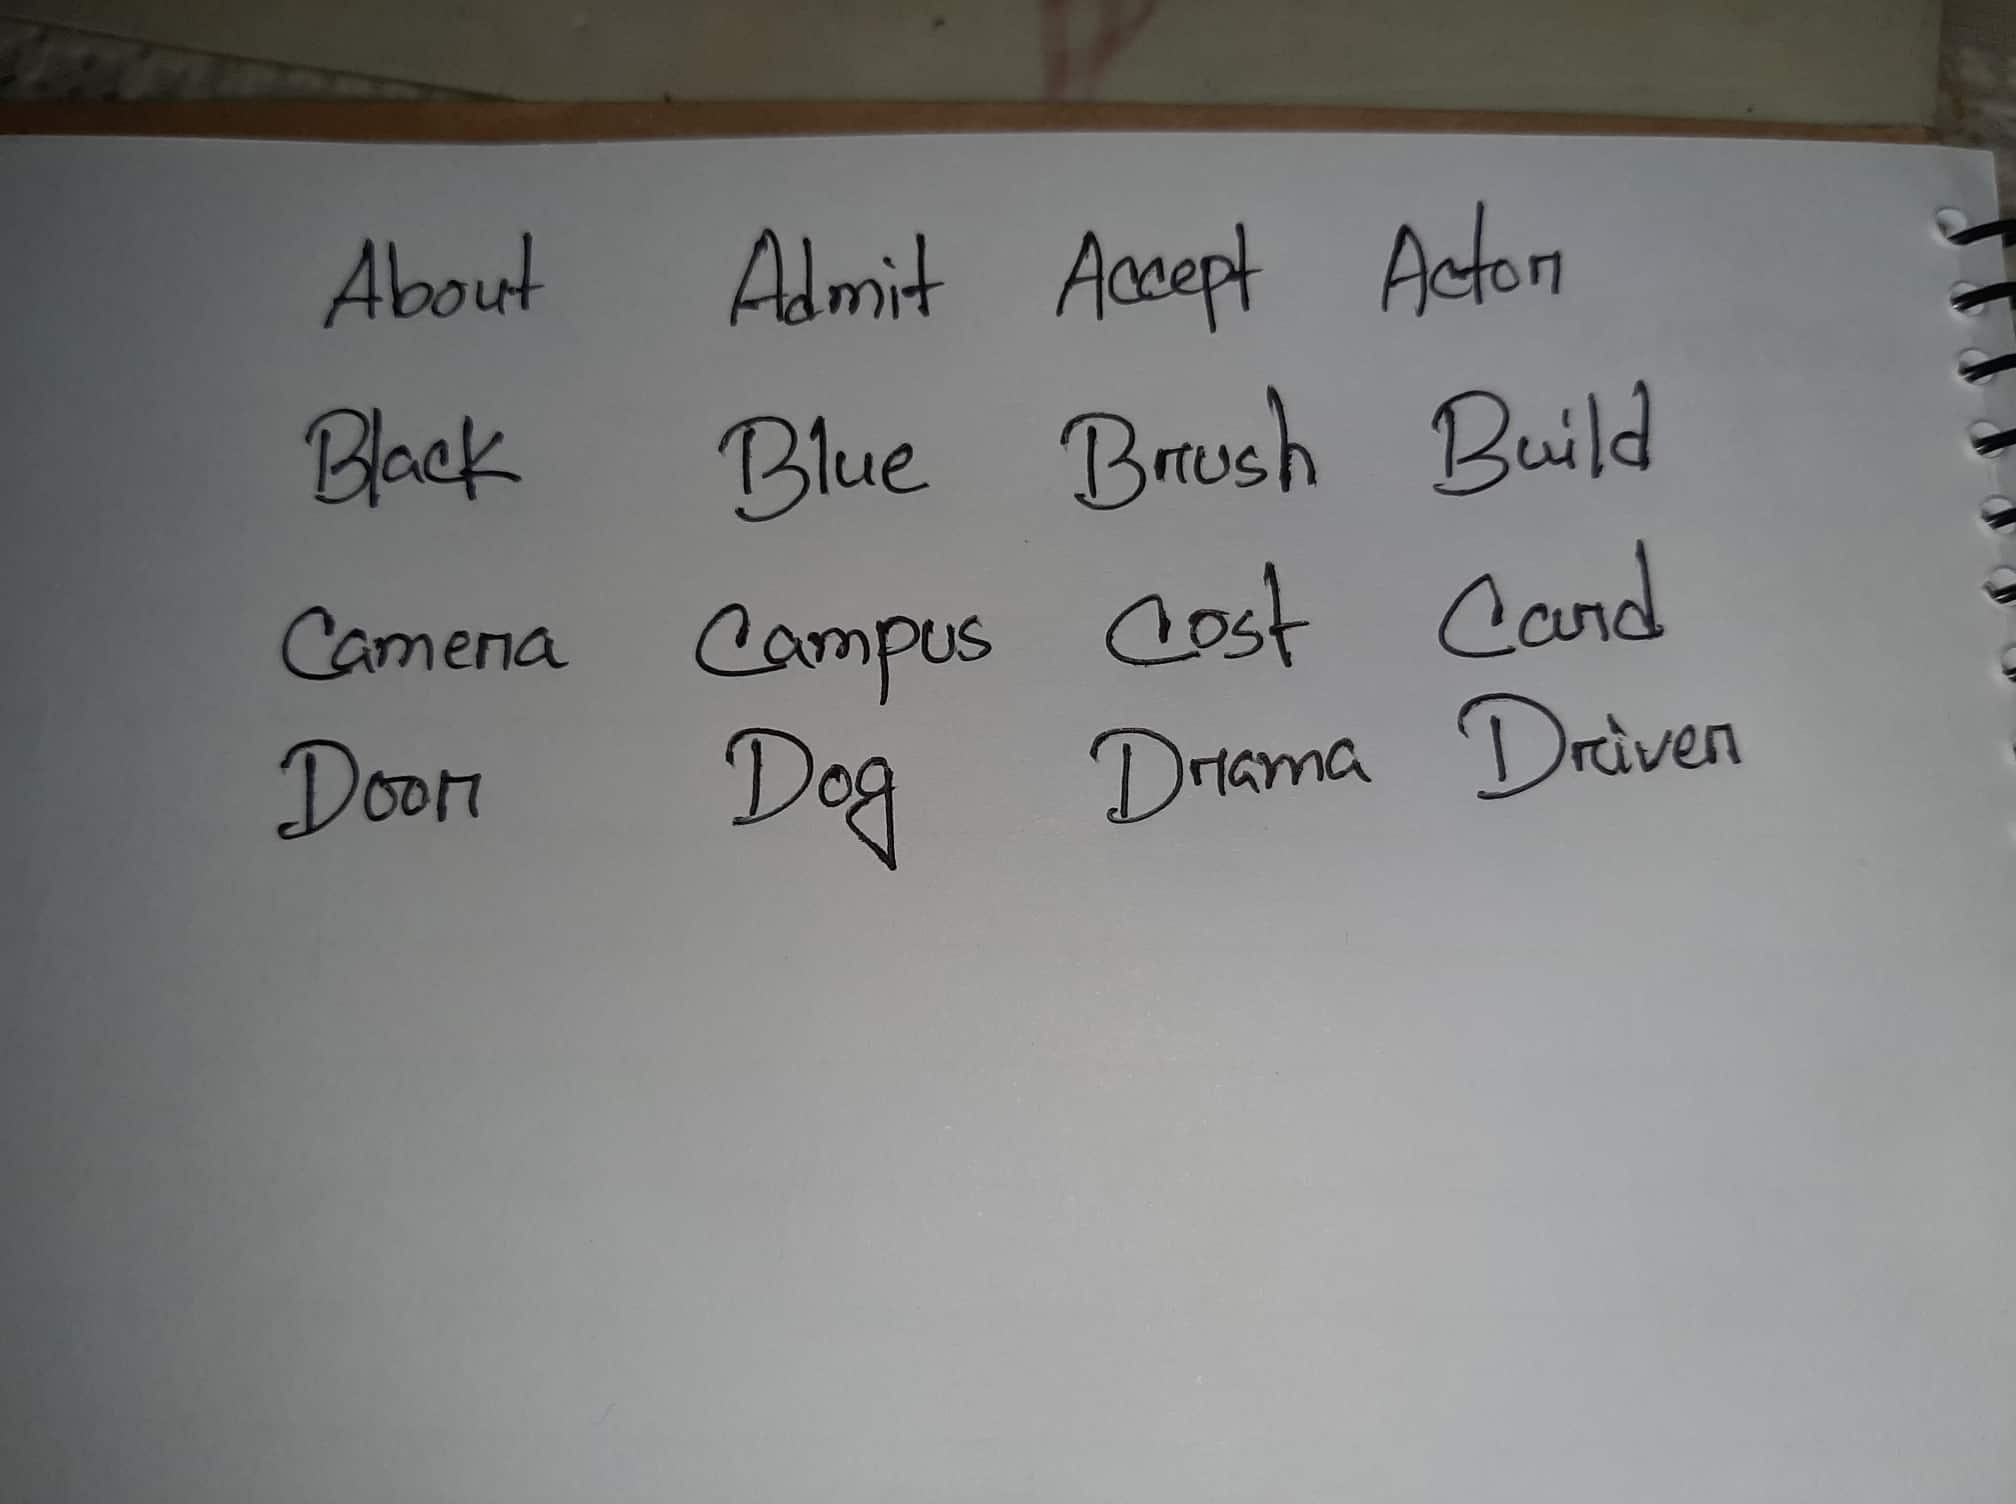 About Admit Accept Actor
Black Blue Brush Build
Camera Campus Cost Card
Door Dog Drama Driver